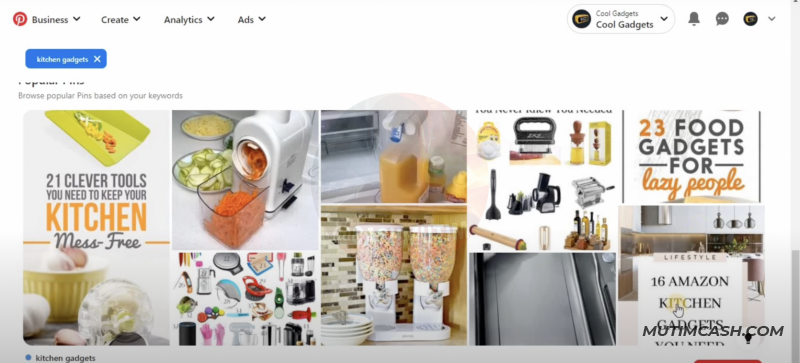 Business
Create
Analytics
Ads
Cool Gadgets
Cool Gadgets
kitchen gadgets
Popular Pins
Browse popular Pins based on your keywords
21 CLEVER TOOLS
YOU NEED TO KEEP YOUR
KITCHEN
Mess-Free
You Never Knew You Needed
23 FOOD
GADGETS
FOR
lazy people
LIFESTYLE
16 AMAZON
KITCHEN
GADGETS
YOU NEED
MUTIMCASH.COM
kitchen gadgets